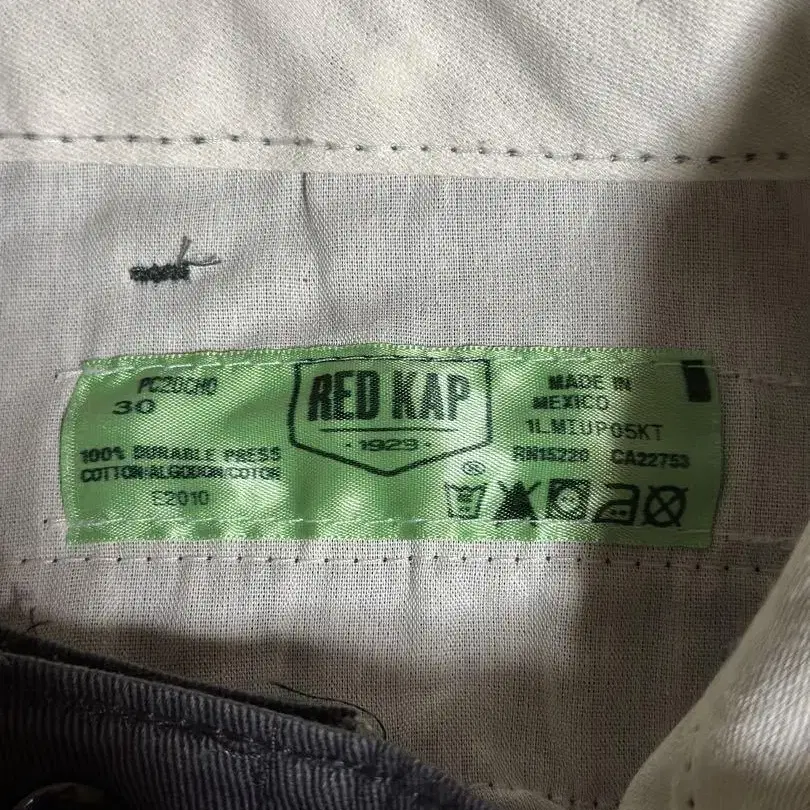 PC20CH0
30
100% DURABLE PRESS
COTTON/ALGODON/COTON
E2010
RED KAP
·1923·
®
MADE IN
MEXICO
1LMTUP05KT
RN15220 CA22753